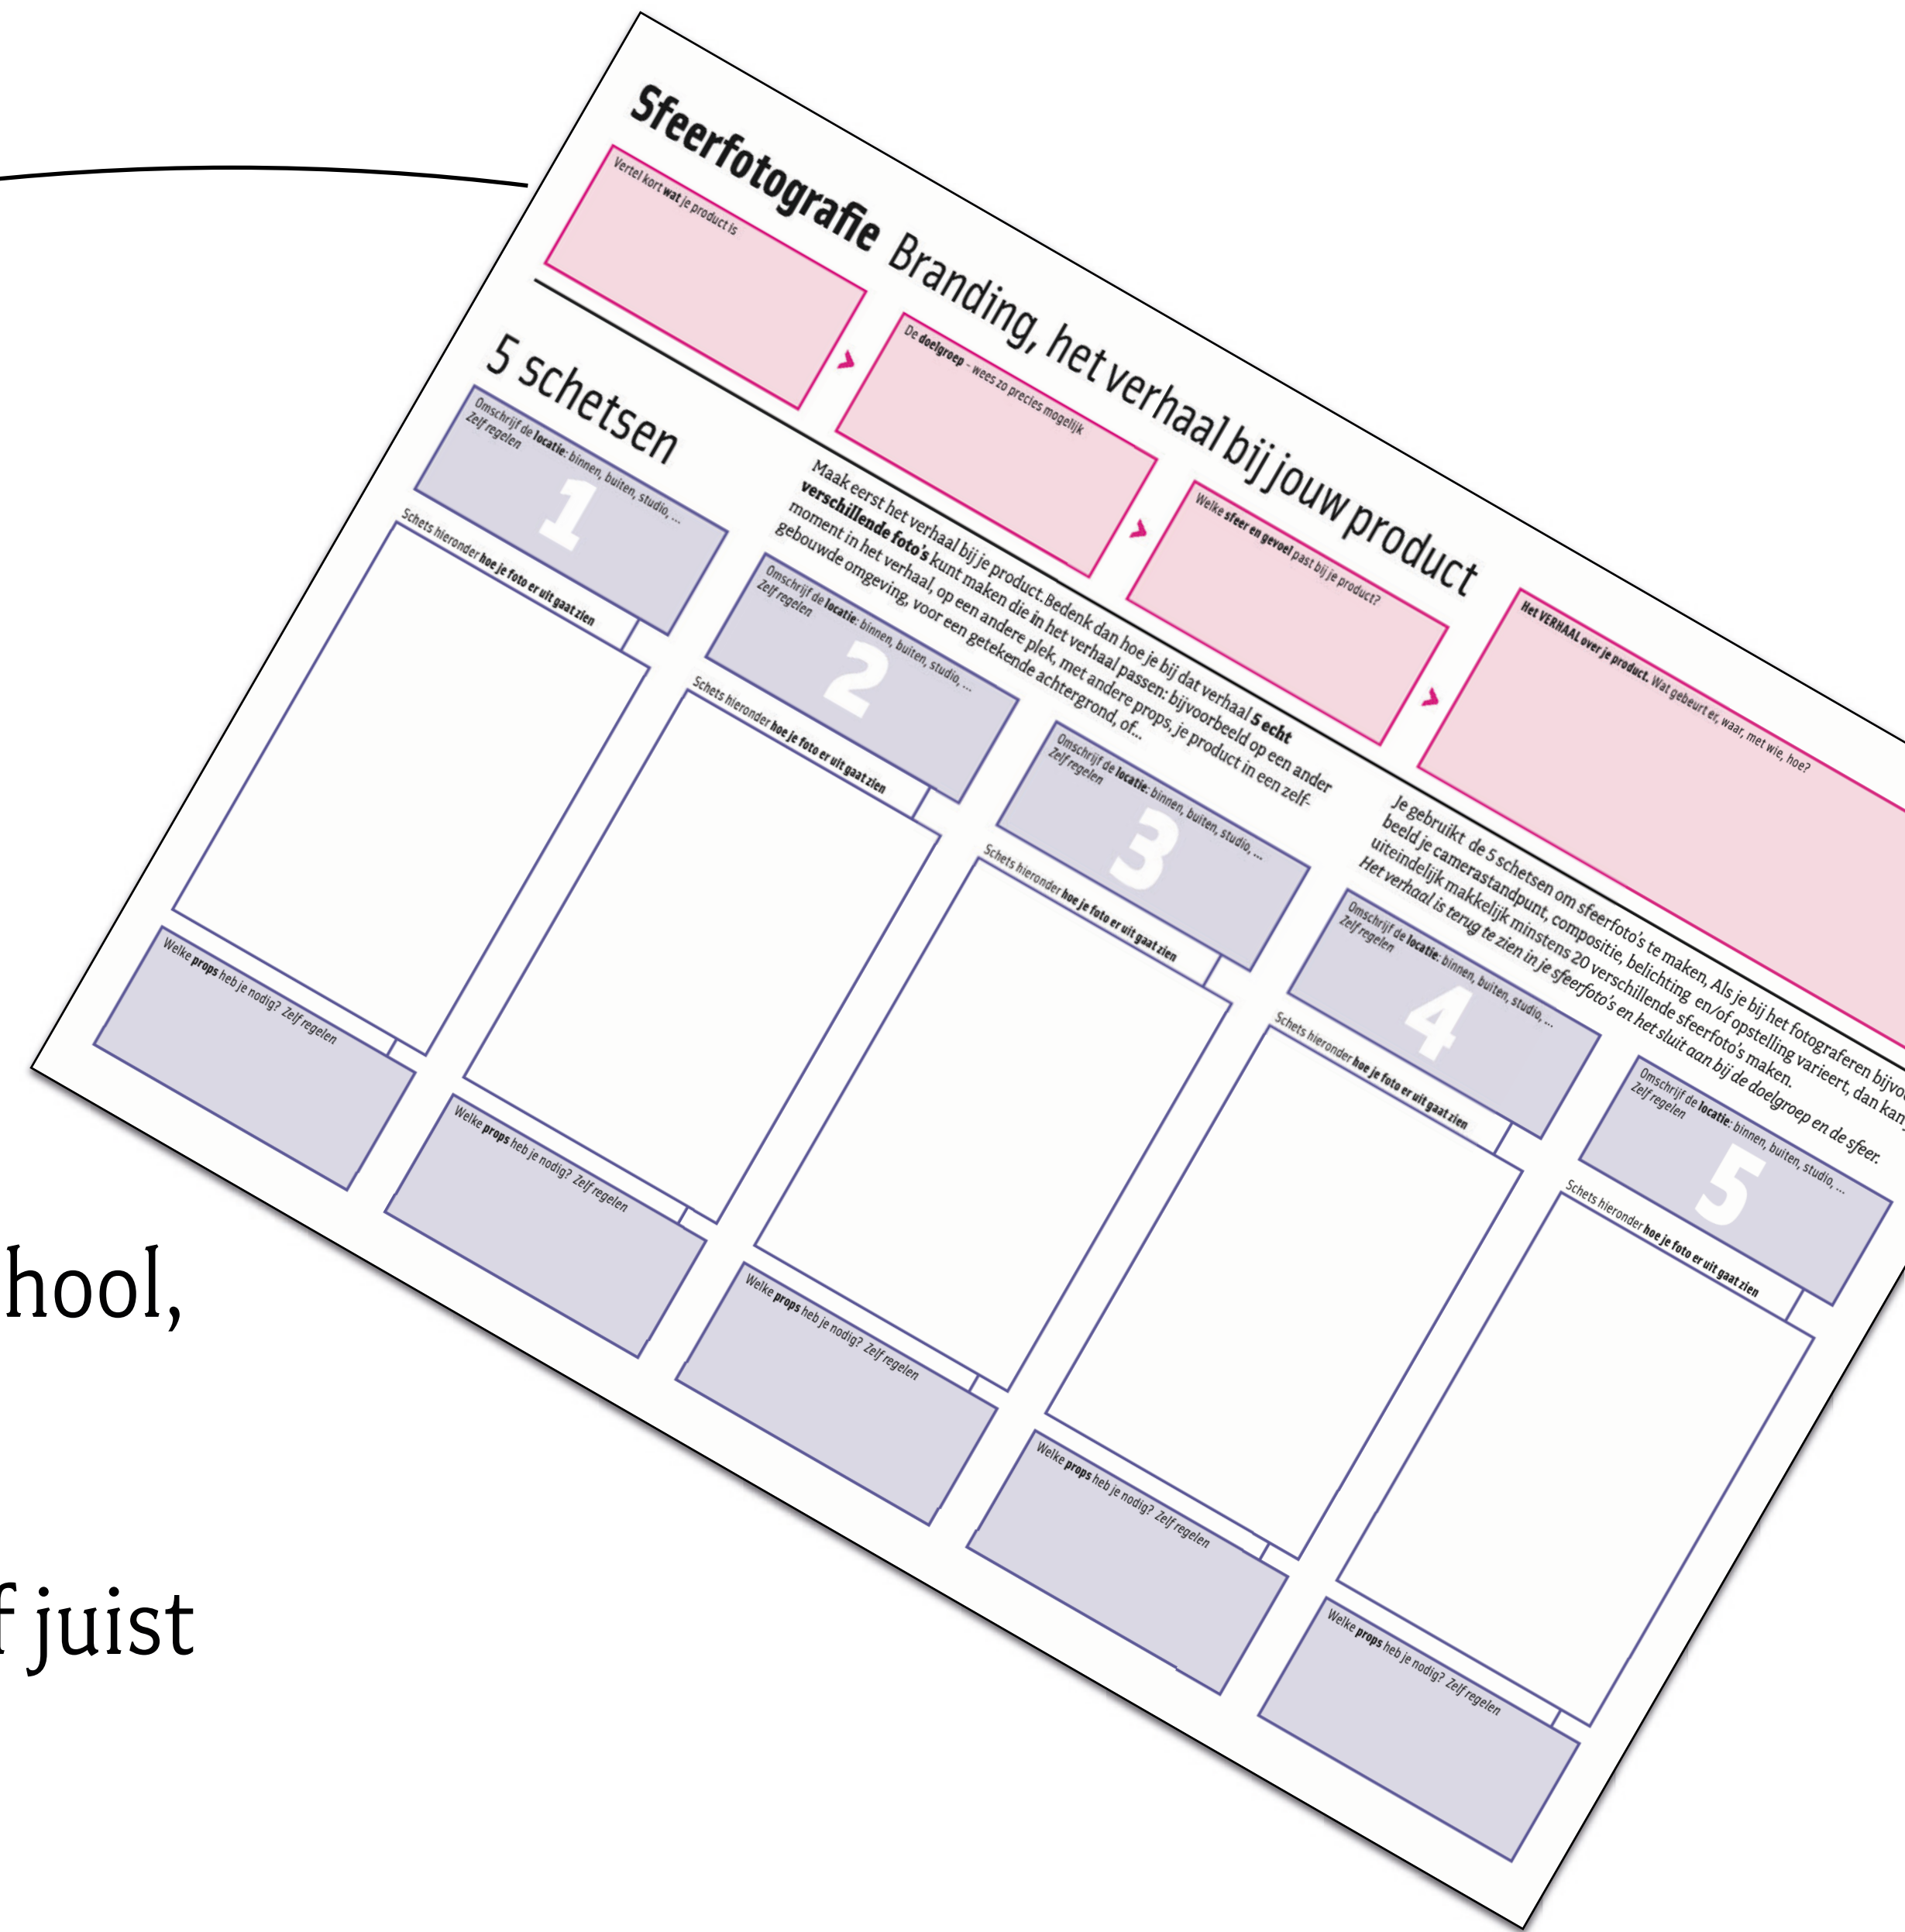 Sfeerfotografie Branding, het verhaal bij jouw product
Vertel kort wat je product is
De doelgroep - wees zo precies mogelijk
Welke sfeer en gevoel past bij je product?
Het VERHAAL over je product. Wat gebeurt er, waar, met wie, hoe?
5 schetsen
Maak eerst het verhaal bij je product. Bedenk dan hoe je bij dat verhaal 5 echt
verschillende foto's kunt maken die in het verhaal passen: bijvoorbeeld op een ander
moment in het verhaal, op een andere plek, met andere props, je product in een zelf-
gebouwde omgeving, voor een getekende achtergrond, of...
Je gebruikt de 5 schetsen om sfeerfoto's te maken, Als je bij het fotograferen bijvo
beeld je camerastandpunt, compositie, belichting en/of opstelling varieert, dan kan
uiteindelijk makkelijk minstens 20 verschillende sfeerfoto's maken.
Het verhaal is terug te zien in je sfeerfoto's en het sluit aan bij de doelgroep en de sfeer.
Omschrijf de locatie: binnen, buiten, studio, ...
Zelf regelen
1
Schets hieronder hoe je foto er uit gaat zien
Welke props heb je nodig? Zelf regelen
Omschrijf de locatie: binnen, buiten, studio, ...
Zelf regelen
2
Schets hieronder hoe je foto er uit gaat zien
Welke props heb je nodig? Zelf regelen
Omschrijf de locatie: binnen, buiten, studio, ...
Zelf regelen
3
Schets hieronder hoe je foto er uit gaat zien
Welke props heb je nodig? Zelf regelen
Omschrijf de locatie: binnen, buiten, studio, ...
Zelf regelen
4
Schets hieronder hoe je foto er uit gaat zien
Welke props heb je nodig? Zelf regelen
Omschrijf de locatie: binnen, buiten, studio, ...
Zelf regelen
5
Schets hieronder hoe je foto er uit gaat zien
Welke props heb je nodig? Zelf regelen
hool,
f juist